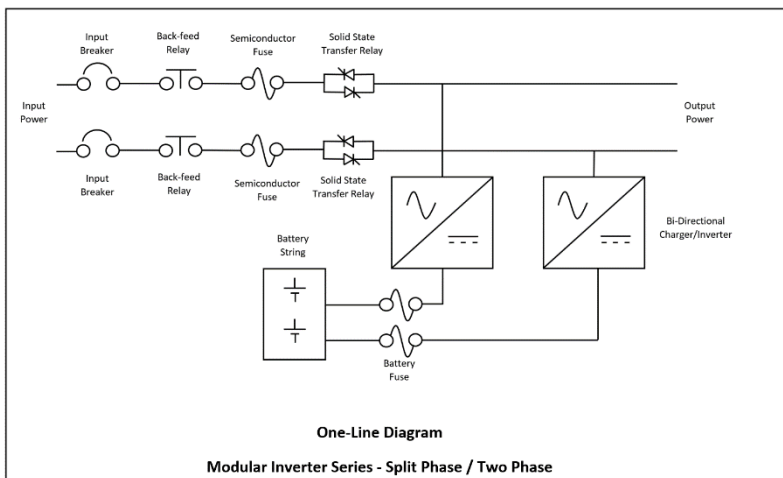 Input
Breaker
Back-feed
Relay
Semiconductor
Fuse
Solid State
Transfer Relay
Input
Power
Output
Power
Input
Breaker
Back-feed
Relay
Semiconductor
Fuse
Solid State
Transfer Relay
Bi-Directional
Charger/Inverter
Battery
String
Battery
Fuse
One-Line Diagram
Modular Inverter Series - Split Phase / Two Phase